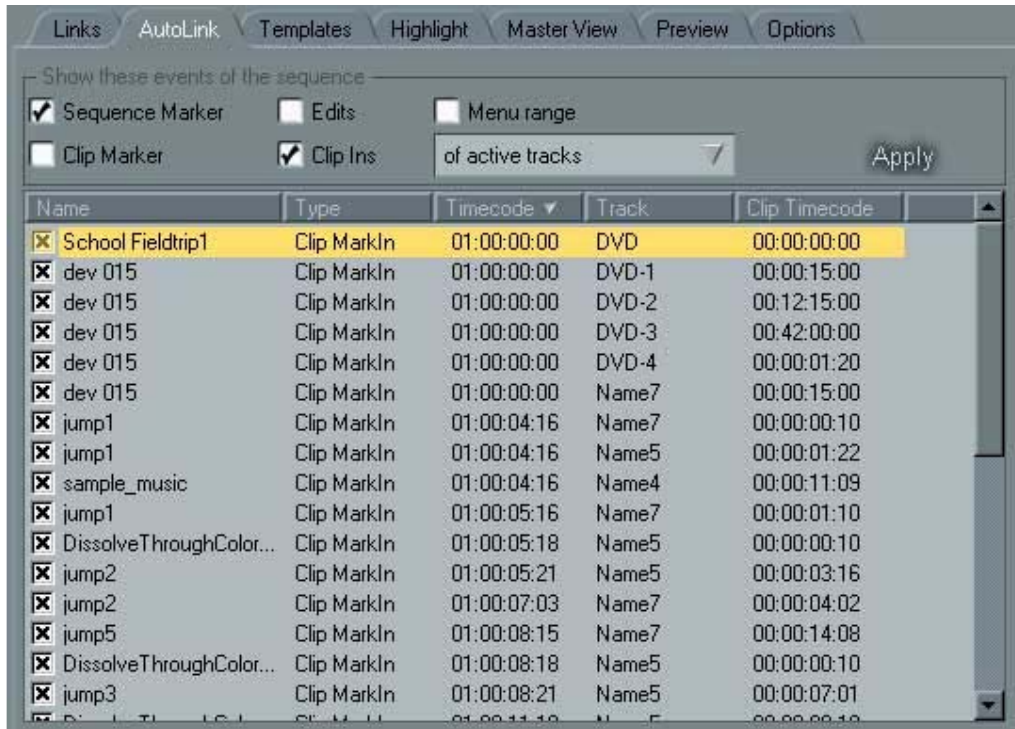 Links AutoLink Templates Highlight Master View Preview Options
Show these events of the sequence
Sequence Marker Edits Menu range
Clip Marker Clip Ins of active tracks Apply
Name Type Timecode Track Clip Timecode
School Fieldtrip1 Clip MarkIn 01:00:00:00 DVD 00:00:00:00
dev 015 Clip MarkIn 01:00:00:00 DVD-1 00:00:15:00
dev 015 Clip MarkIn 01:00:00:00 DVD-2 00:12:15:00
dev 015 Clip MarkIn 01:00:00:00 DVD-3 00:42:00:00
dev 015 Clip MarkIn 01:00:00:00 DVD-4 00:00:01:20
dev 015 Clip MarkIn 01:00:00:00 Name7 00:00:15:00
jump1 Clip MarkIn 01:00:04:16 Name7 00:00:00:10
jump1 Clip MarkIn 01:00:04:16 Name5 00:00:01:22
sample_music Clip MarkIn 01:00:04:16 Name4 00:00:11:09
jump1 Clip MarkIn 01:00:05:16 Name7 00:00:01:10
DissolveThroughColor... Clip MarkIn 01:00:05:18 Name5 00:00:00:10
jump2 Clip MarkIn 01:00:05:21 Name5 00:00:03:16
jump2 Clip MarkIn 01:00:07:03 Name7 00:00:04:02
jump5 Clip MarkIn 01:00:08:15 Name7 00:00:14:08
DissolveThroughColor... Clip MarkIn 01:00:08:18 Name5 00:00:00:10
jump3 Clip MarkIn 01:00:08:21 Name5 00:00:07:01